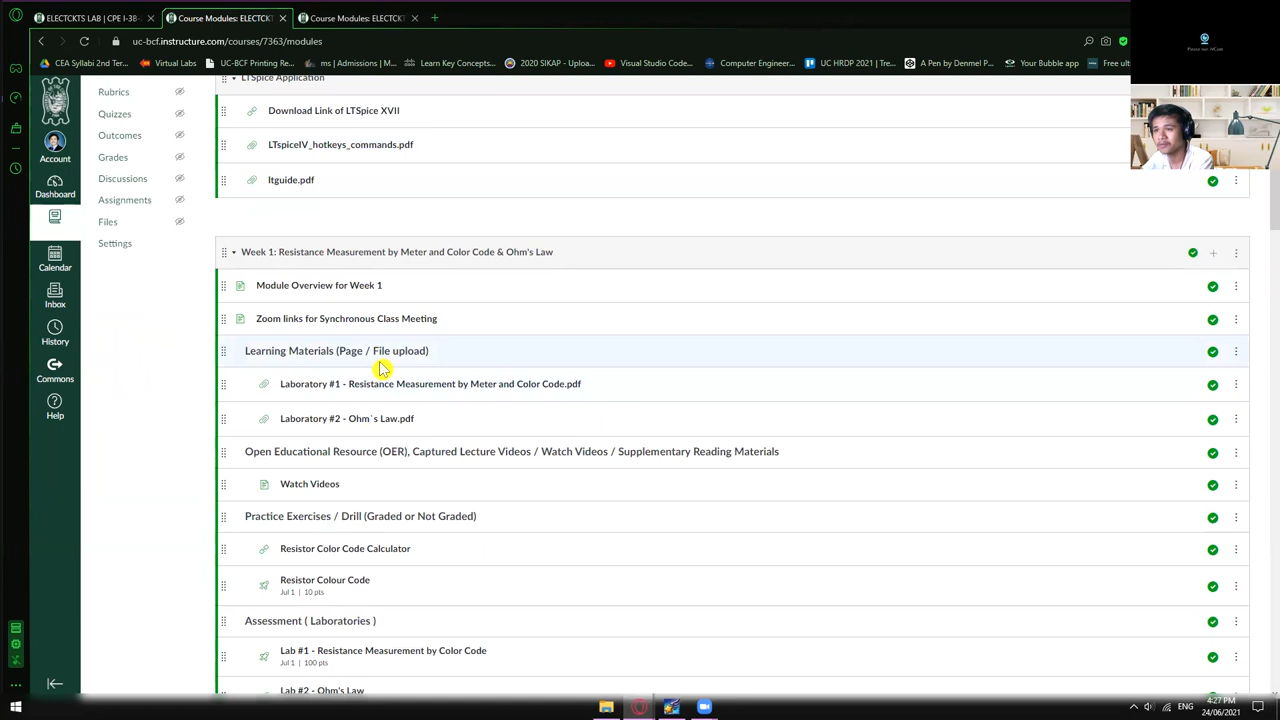 ELECTCKTS LAB | CPE I-3B-
Course Modules: ELECTCKT
Course Modules: ELECTCKTS
uc-bcf.instructure.com/courses/7363/modules
CEA Syllabi 2nd Ter...
Virtual Labs
UC-BCF Printing Re...
ms | Admissions | M...
Learn Key Concepts...
2020 SIKAP - Uploa...
Visual Studio Code...
Computer Engineer...
UC HRDP 2021 | Tre...
A Pen by Denmel P...
Your Bubble app
Free ult
Account
Dashboard
Calendar
Inbox
History
Commons
Help
Rubrics
Quizzes
Outcomes
Grades
Discussions
Assignments
Files
Settings
LTSpice Application
Download Link of LTSpice XVII
LTspiceIV_hotkeys_commands.pdf
ltguide.pdf
Week 1: Resistance Measurement by Meter and Color Code & Ohm's Law
Module Overview for Week 1
Zoom links for Synchronous Class Meeting
Learning Materials (Page / File upload)
Laboratory #1 - Resistance Measurement by Meter and Color Code.pdf
Laboratory #2 - Ohm`s Law.pdf
Open Educational Resource (OER), Captured Lecture Videos / Watch Videos / Supplementary Reading Materials
Watch Videos
Practice Exercises / Drill (Graded or Not Graded)
Resistor Color Code Calculator
Resistor Colour Code
Jul 1 | 10 pts
Assessment ( Laboratories )
Lab #1 - Resistance Measurement by Color Code
Jul 1 | 100 pts
Lab #2 - Ohm's Law
ENG
4:27 PM
24/06/2021